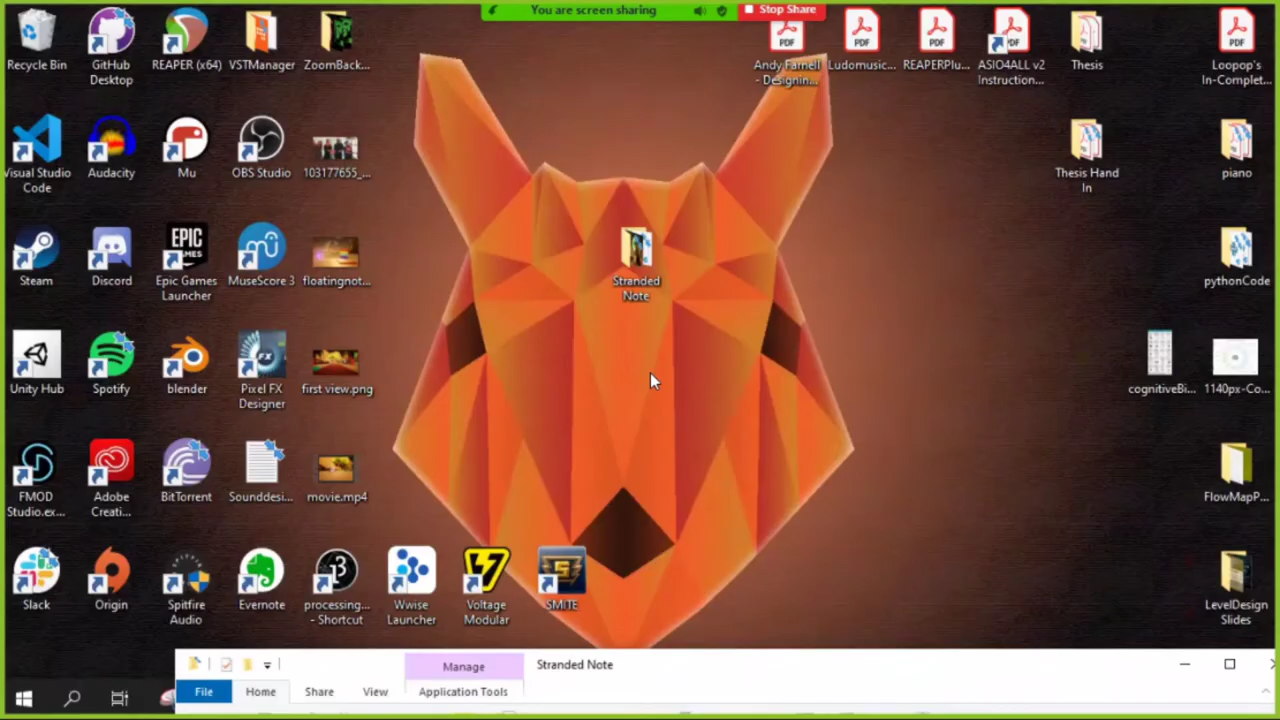 You are screen sharing
Stop Share
Recycle Bin
GitHub
Desktop
REAPER (x64)
VSTManager
ZoomBack...
Andy Farnell
- Designin...
Ludomusic...
REAPERPlu...
ASIO4ALL v2
Instruction...
Thesis
Loopop's
In-Complet...
Visual Studio
Code
Audacity
Mu
OBS Studio
103177655_...
Thesis Hand
In
piano
Steam
Discord
EPIC
GAMES
Epic Games
Launcher
MuseScore 3
floatingnot...
Stranded
Note
pythonCode
Unity Hub
Spotify
blender
FX
Pixel FX
Designer
first view.png
cognitiveBi...
1140px-Co...
FMOD
Studio.ex...
Adobe
Creati...
BitTorrent
Sounddesi...
movie.mp4
FlowMapP...
Slack
Origin
Spitfire
Audio
Evernote
processing...
- Shortcut
Wwise
Launcher
Voltage
Modular
SMITE
LevelDesign
Slides
Manage
Stranded Note
File
Home
Share
View
Application Tools